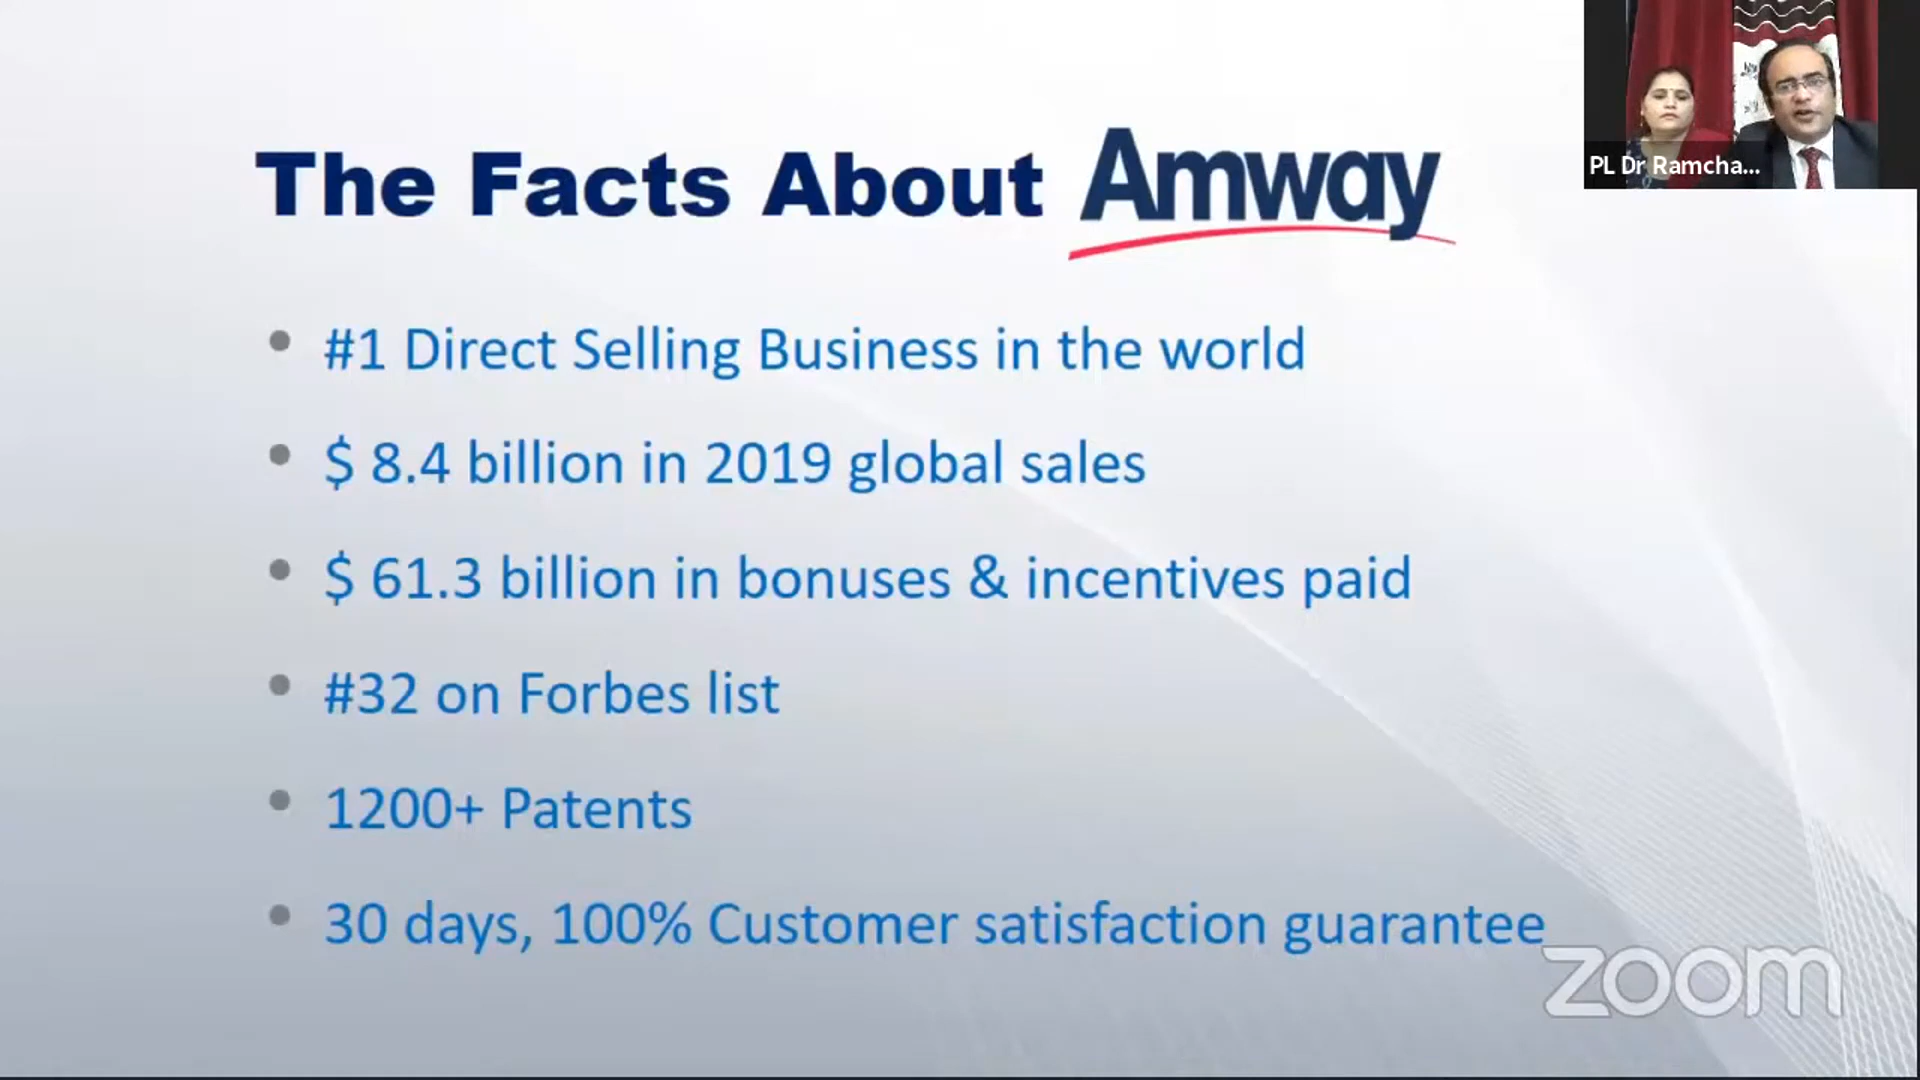 The Facts About Amway
#1 Direct Selling Business in the world
$ 8.4 billion in 2019 global sales
$ 61.3 billion in bonuses & incentives paid
#32 on Forbes list
1200+ Patents
30 days, 100% Customer satisfaction guarantee
PL Dr Ramcha...
zoom